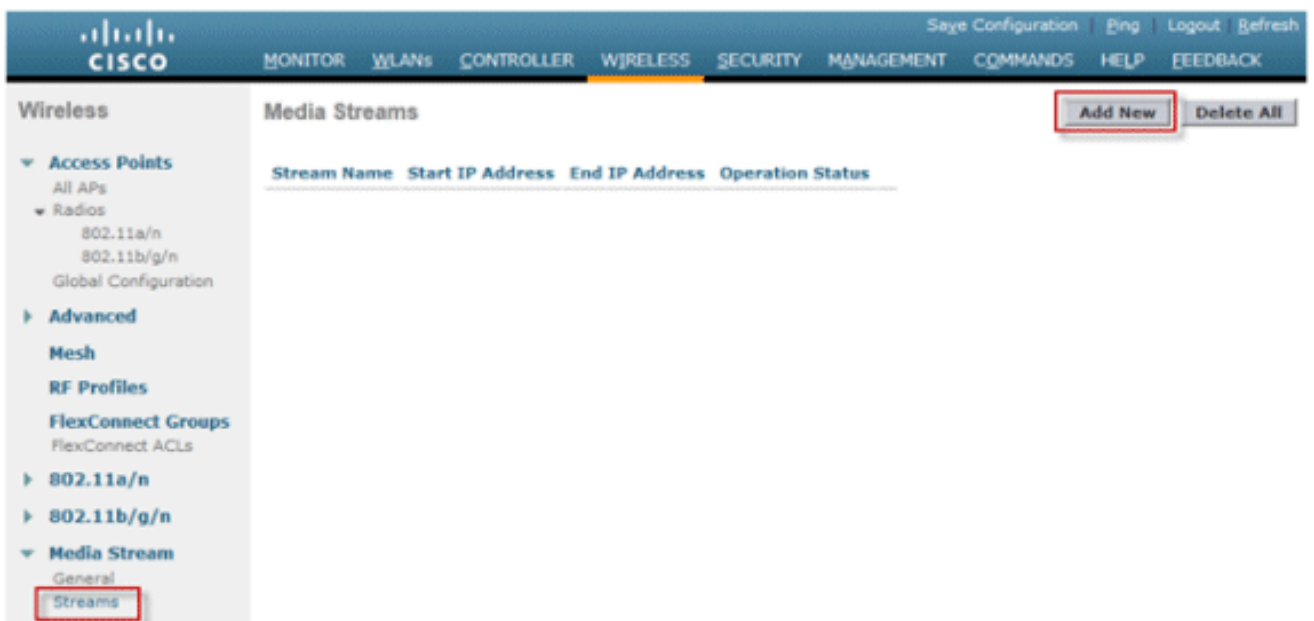 Save Configuration | Ping | Logout | Refresh
CISCO
MONITOR WLANs CONTROLLER WIRELESS SECURITY MANAGEMENT COMMANDS HELP FEEDBACK
Wireless
Access Points
All APs
Radios
802.11a/n
802.11b/g/n
Global Configuration
Advanced
Mesh
RF Profiles
FlexConnect Groups
FlexConnect ACLs
802.11a/n
802.11b/g/n
Media Stream
General
Streams
Media Streams
Add New
Delete All
Stream Name Start IP Address End IP Address Operation Status